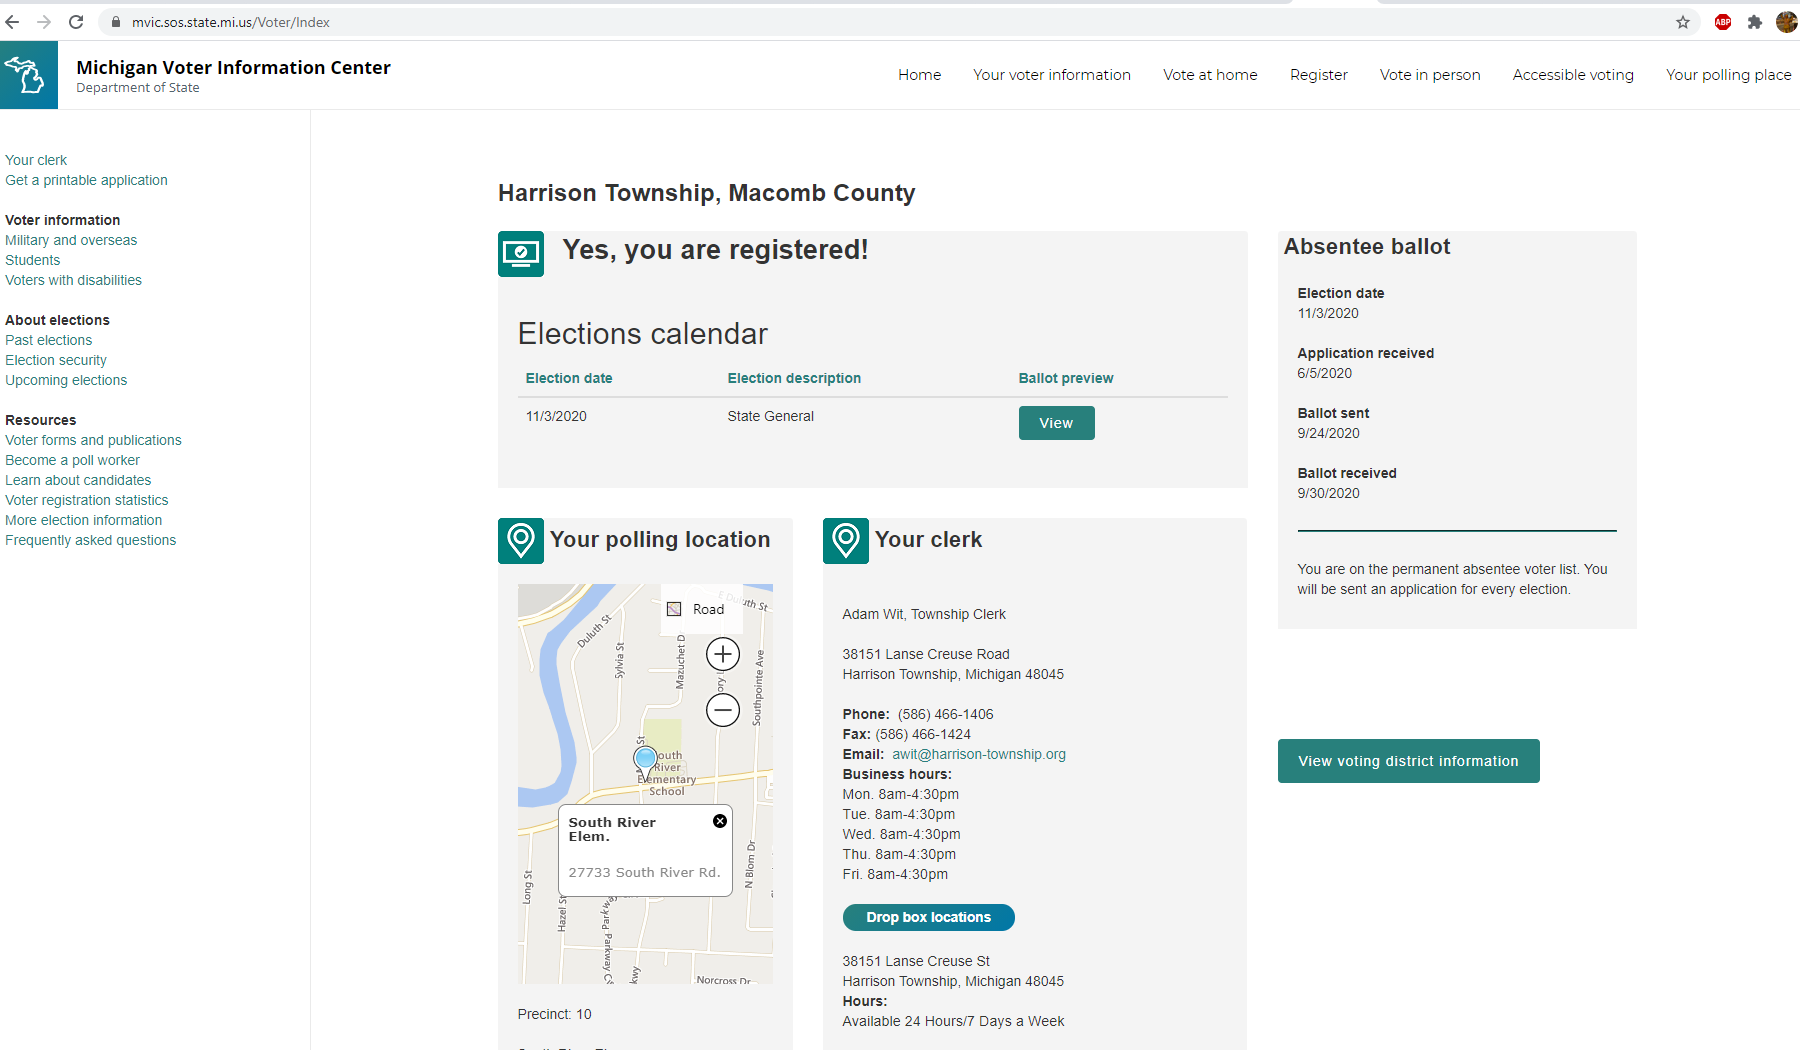 mvic.sos.state.mi.us/Voter/Index
ABP
Michigan Voter Information Center
Department of State
Home
Your voter information
Vote at home
Register
Vote in person
Accessible voting
Your polling place
Your clerk
Get a printable application
Voter information
Military and overseas
Students
Voters with disabilities
About elections
Past elections
Election security
Upcoming elections
Resources
Voter forms and publications
Become a poll worker
Learn about candidates
Voter registration statistics
More election information
Frequently asked questions
Harrison Township, Macomb County
Yes, you are registered!
Elections calendar
Election date Election description Ballot preview
11/3/2020 State General View
Absentee ballot
Election date
11/3/2020
Application received
6/5/2020
Ballot sent
9/24/2020
Ballot received
9/30/2020
You are on the permanent absentee voter list. You
will be sent an application for every election.
View voting district information
Your polling location
Road
E Duluth St
Duluth St
Sylvia St
Mazuchet D
Southpointe Ave
South
River
Elementary
School
South River
Elem.
27733 South River Rd.
N Blom Dr
Long St
Hazel St
Parkway
Norcross Dr
Precinct: 10
Your clerk
Adam Wit, Township Clerk
38151 Lanse Creuse Road
Harrison Township, Michigan 48045
Phone: (586) 466-1406
Fax: (586) 466-1424
Email: awit@harrison-township.org
Business hours:
Mon. 8am-4:30pm
Tue. 8am-4:30pm
Wed. 8am-4:30pm
Thu. 8am-4:30pm
Fri. 8am-4:30pm
Drop box locations
38151 Lanse Creuse St
Harrison Township, Michigan 48045
Hours:
Available 24 Hours/7 Days a Week